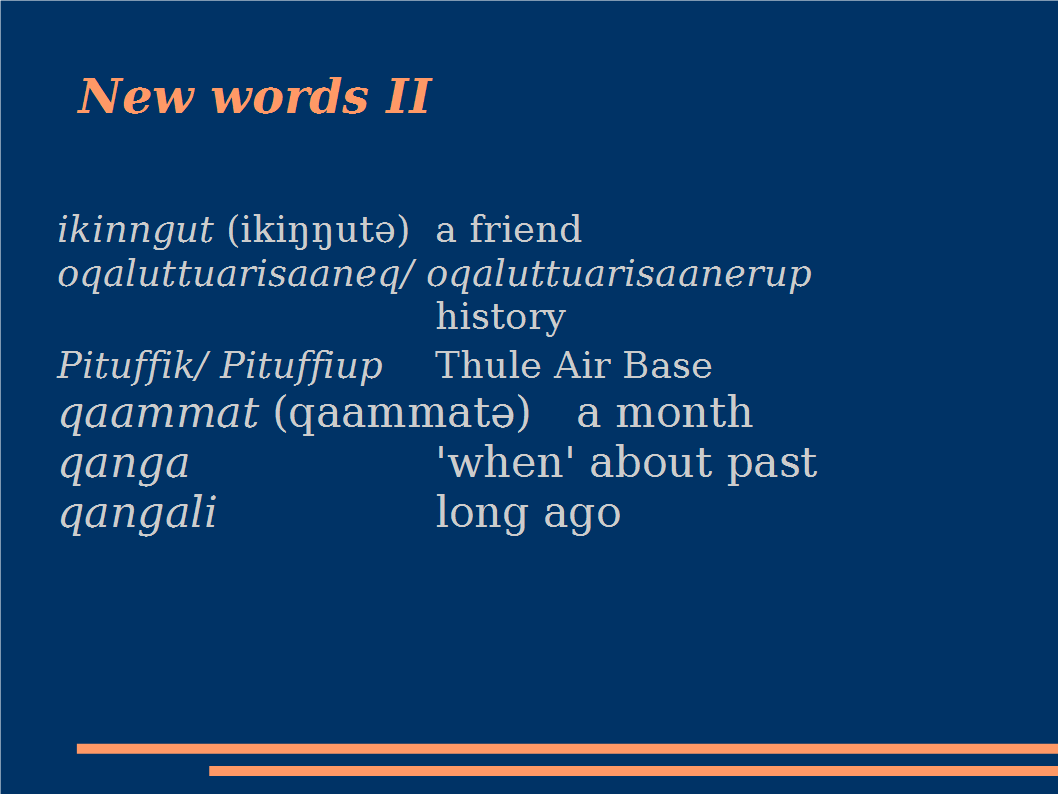 New words II
ikinngut (ikiŋŋutə) a friend
oqaluttuarisaaneq/ oqaluttuarisaanerup
history
Pituffik/ Pituffiup Thule Air Base
qaammat (qaammatə) a month
qanga 'when' about past
qangali long ago